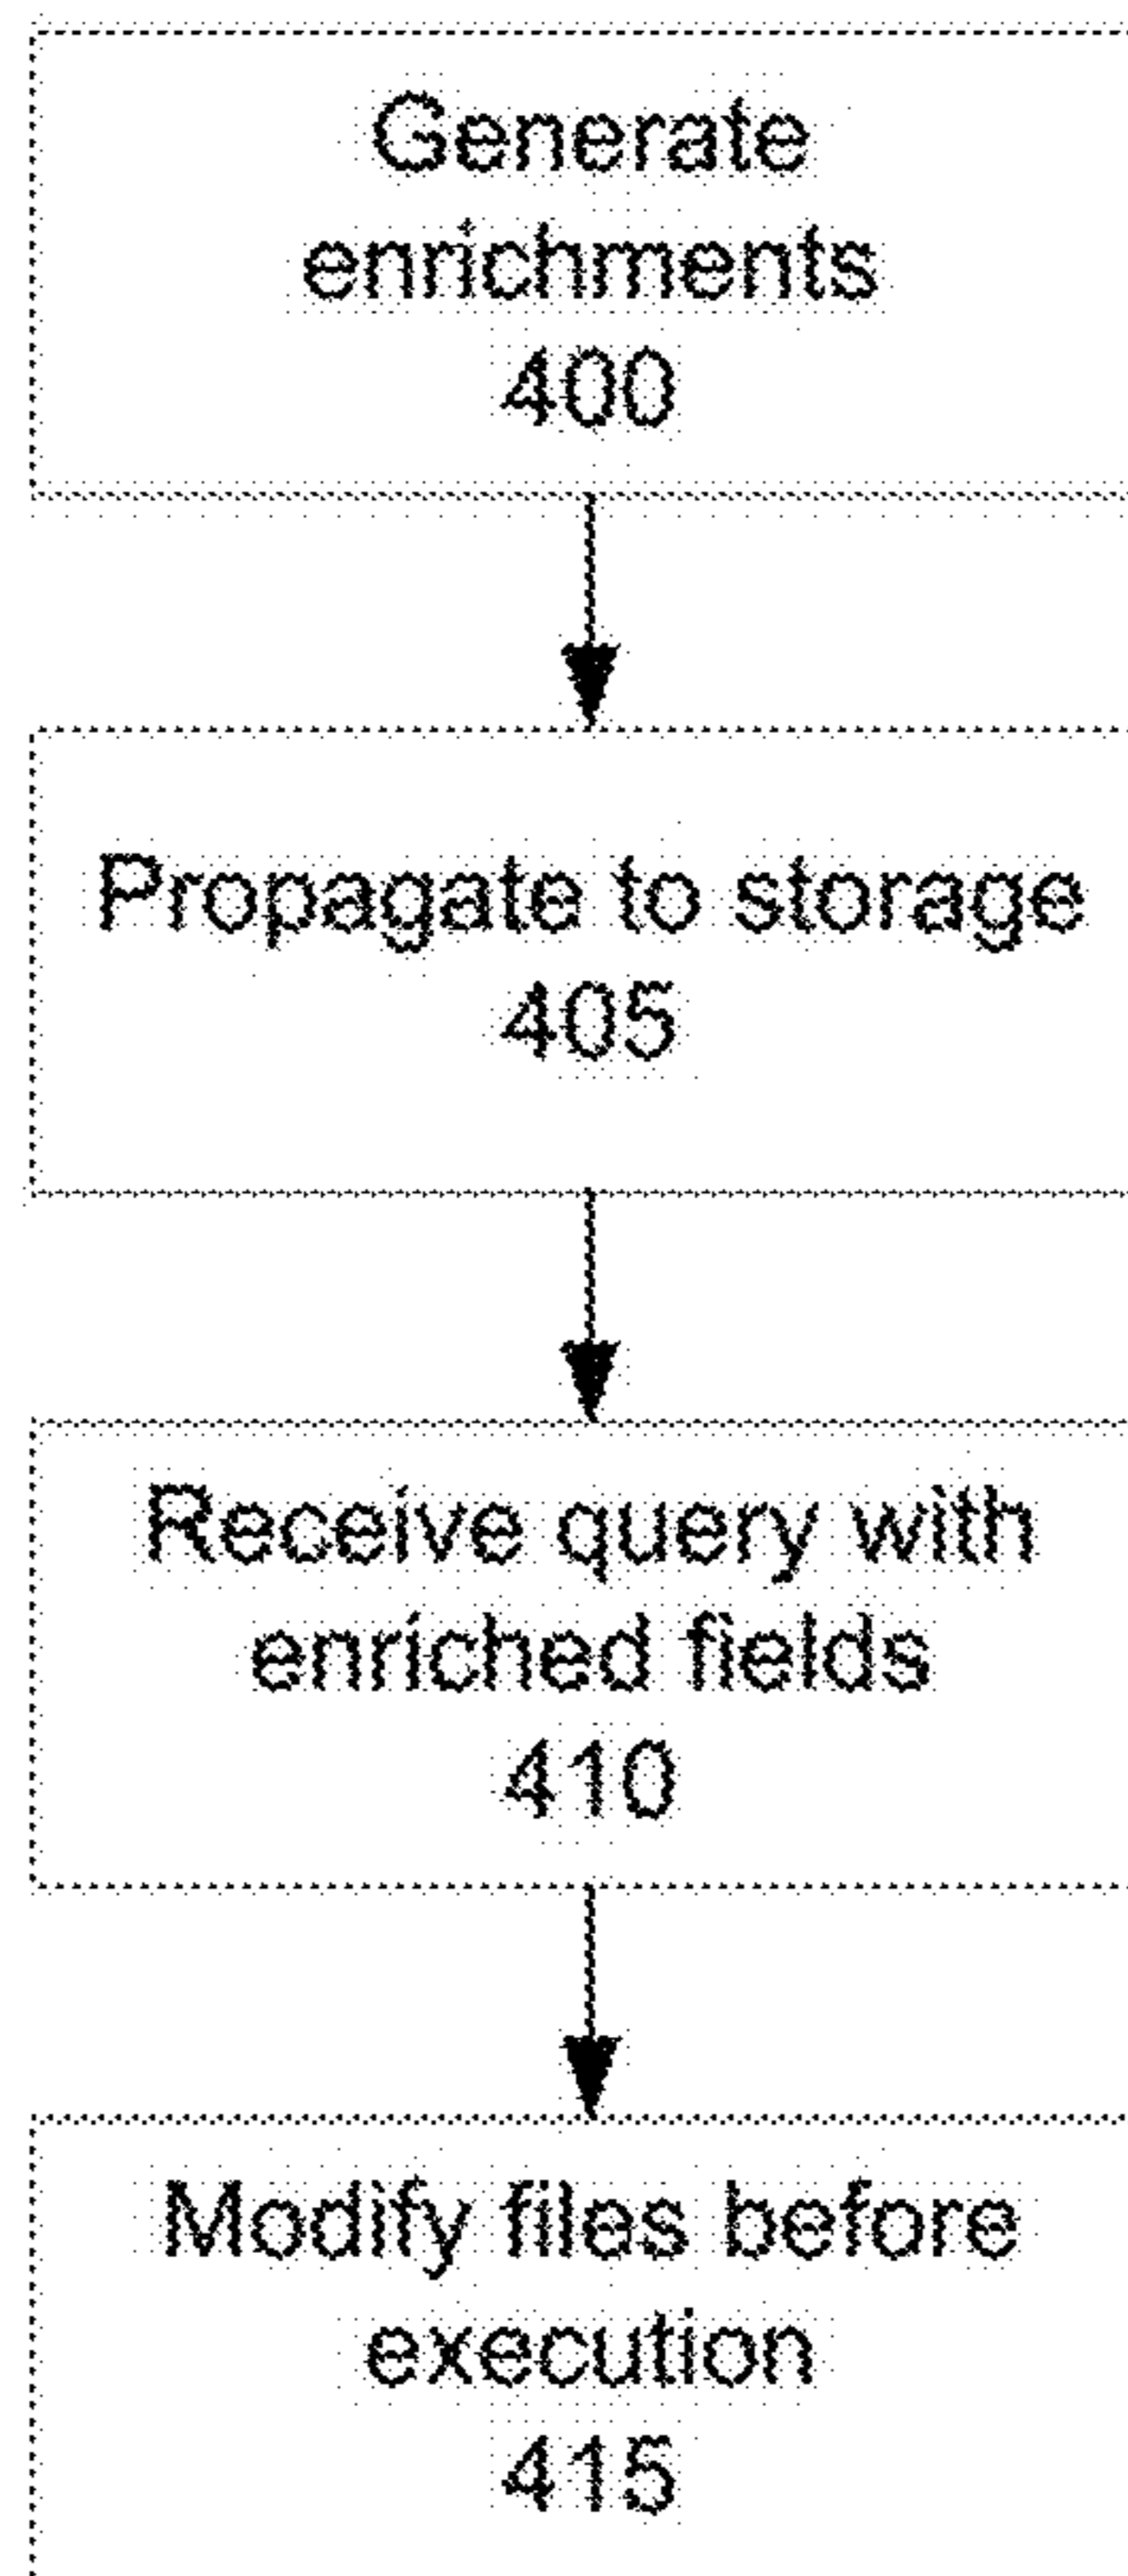 Generate
enrichments
400
Propagate to storage
405
Receive query with
enriched fields
410
Modify files before
execution
415